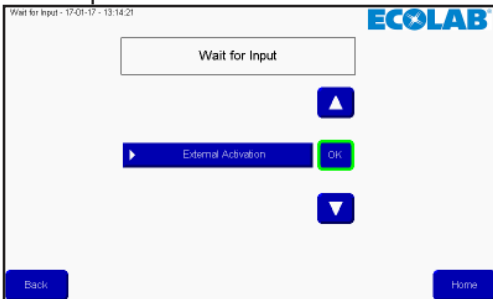 Wait for Input - 17-01-17 - 13:14:21
ECOLAB
Wait for Input
External Activation
OK
Back
Home